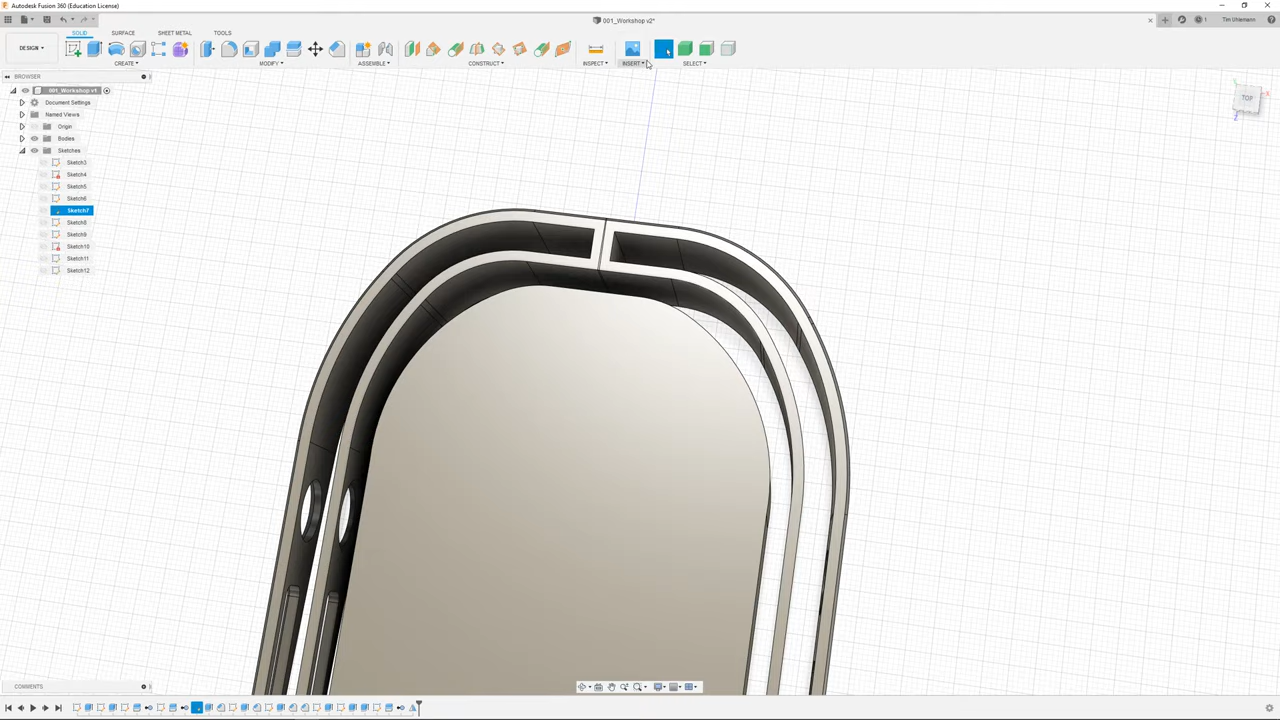 Autodesk Fusion 360 (Education License)
001_Workshop v2*
1
Tim Uhlemann
DESIGN
SOLID
SURFACE
SHEET METAL
TOOLS
CREATE
MODIFY
ASSEMBLE
CONSTRUCT
INSPECT
INSERT
SELECT
BROWSER
001_Workshop v1
Document Settings
Named Views
Origin
Bodies
Sketches
Sketch3
Sketch4
Sketch5
Sketch6
Sketch7
Sketch8
Sketch9
Sketch10
Sketch11
Sketch12
TOP
X
Z
COMMENTS